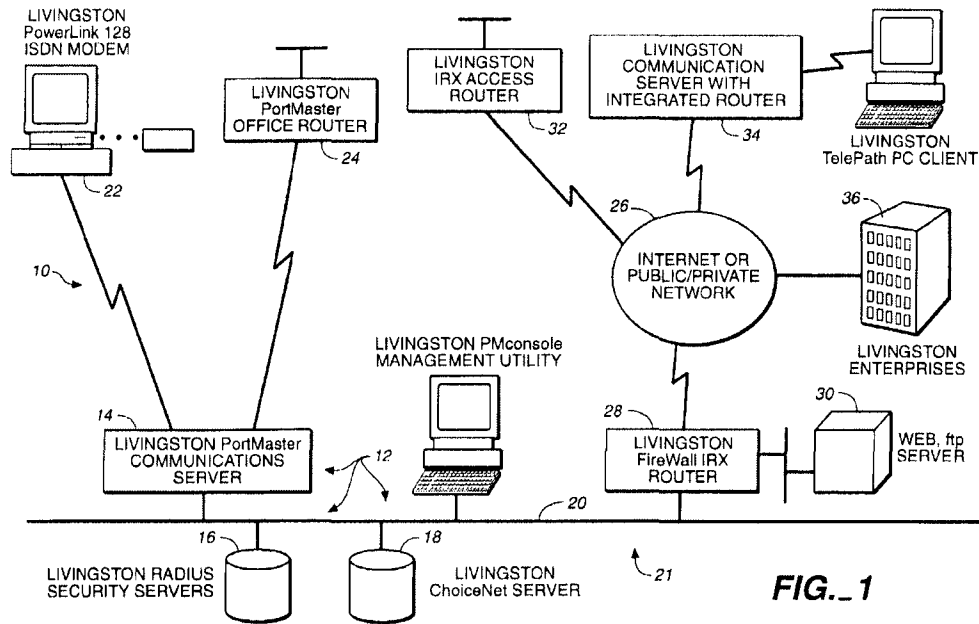 LIVINGSTON
PowerLink 128
ISDN MODEM
22
LIVINGSTON
PortMaster
OFFICE ROUTER
24
LIVINGSTON
IRX ACCESS
ROUTER
32
LIVINGSTON
COMMUNICATION
SERVER WITH
INTEGRATED ROUTER
34
LIVINGSTON
TelePath PC CLIENT
10
26
INTERNET OR
PUBLIC/PRIVATE
NETWORK
36
LIVINGSTON
ENTERPRISES
LIVINGSTON PMconsole
MANAGEMENT UTILITY
14
LIVINGSTON PortMaster
COMMUNICATIONS
SERVER
12
28
LIVINGSTON
FireWall IRX
ROUTER
30
WEB, ftp
SERVER
20
16
LIVINGSTON RADIUS
SECURITY SERVERS
18
LIVINGSTON
ChoiceNet SERVER
21
FIG._1